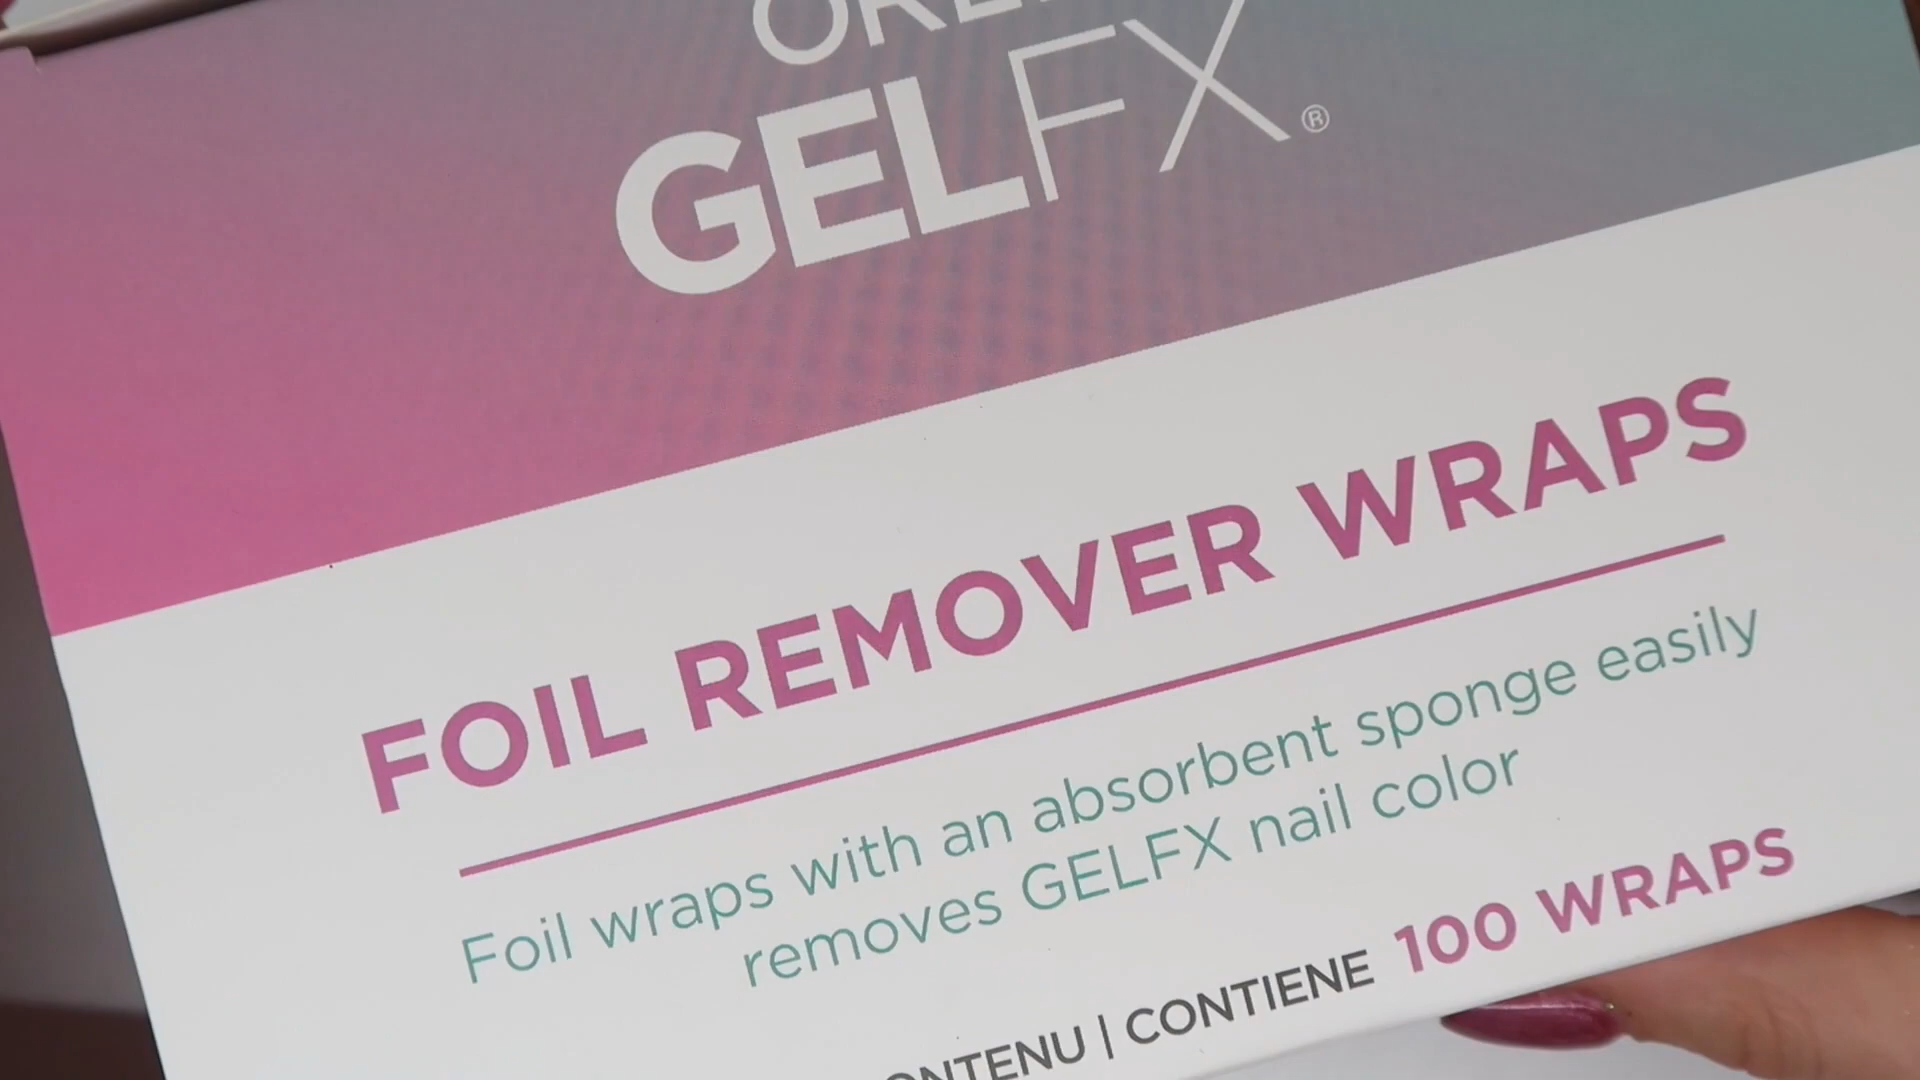 GELFX®
FOIL REMOVER WRAPS
Foil wraps with an absorbent sponge easily
removes GELFX nail color
| CONTIENE 100 WRAPS